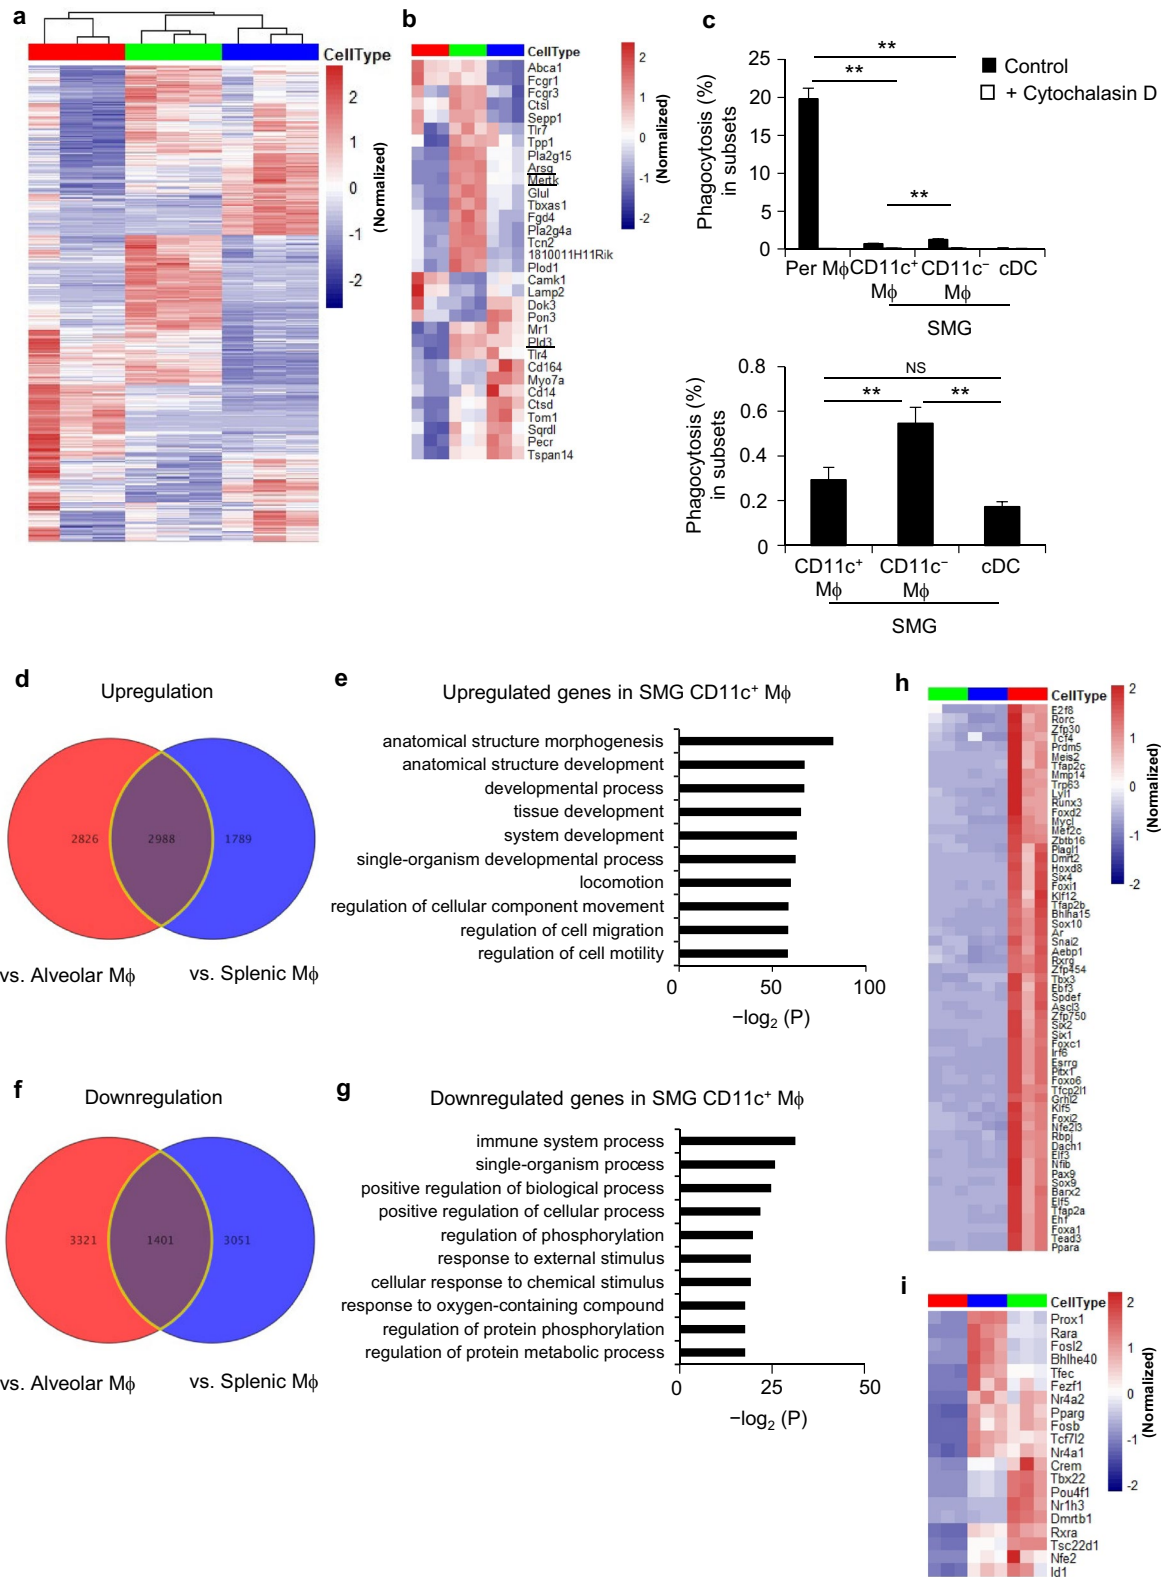 a
CellType
2
1
0
-1
-2
(Normalized)
b
CellType
Abca1
Fcgr1
Fcgr3
Ctsl
Sepp1
Tlr7
Tpp1
Pla2g15
Arsg
Mertk
Glul
Tbxas1
Fgd4
Pla2g4a
Tcn2
1810011H11Rik
Plod1
Camk1
Lamp2
Dok3
Pon3
Mr1
Pld3
Tlr4
Cd164
Myo7a
Cd14
Ctsd
Tom1
Sqrdl
Pecr
Tspan14
2
1
0
-1
-2
(Normalized)
c
Control
+ Cytochalasin D
Phagocytosis (%)
in subsets
25
20
15
10
5
0
**
**
**
Per Mϕ
CD11c⁺ Mϕ
CD11c⁻ Mϕ
cDC
SMG
Phagocytosis (%)
in subsets
0.8
0.6
0.4
0.2
0
NS
**
**
CD11c⁺ Mϕ
CD11c⁻ Mϕ
cDC
SMG
d
Upregulation
2826
2988
1789
vs. Alveolar Mϕ
vs. Splenic Mϕ
e
Upregulated genes in SMG CD11c⁺ Mϕ
anatomical structure morphogenesis
anatomical structure development
developmental process
tissue development
system development
single-organism developmental process
locomotion
regulation of cellular component movement
regulation of cell migration
regulation of cell motility
0
50
100
−log₂ (P)
f
Downregulation
3321
1401
3051
vs. Alveolar Mϕ
vs. Splenic Mϕ
g
Downregulated genes in SMG CD11c⁺ Mϕ
immune system process
single-organism process
positive regulation of biological process
positive regulation of cellular process
regulation of phosphorylation
response to external stimulus
cellular response to chemical stimulus
response to oxygen-containing compound
regulation of protein phosphorylation
regulation of protein metabolic process
0
25
50
−log₂ (P)
h
CellType
E2f8
Rorc
Zfp30
Tcf4
Prdm5
Meis2
Tfap2c
Mmp14
Trp63
Lyl1
Runx3
Foxd2
Mycl
Mef2c
Zbtb16
Plagl1
Dmrt2
Hoxd8
Six4
Foxi1
Klf12
Tfap2b
Bhlha15
Sox10
Ar
Snai2
Aebp1
Rxrg
Zfp454
Tbx3
Ebf3
Spdef
Ascl3
Zfp750
Six2
Six1
Foxc1
Irf6
Esrrg
Pitx1
Foxo6
Tfcp2l1
Grhl2
Klf5
Foxi2
Nfe2l3
Rbpj
Dach1
Elf3
Nfib
Pax9
Sox9
Barx2
Elf5
Tfap2a
Ehf
Foxa1
Tead3
Ppara
2
1
0
-1
-2
(Normalized)
i
CellType
Prox1
Rara
Fosl2
Bhlhe40
Tfec
Fezf1
Nr4a2
Pparg
Fosb
Tcf7l2
Nr4a1
Crem
Tbx22
Pou4f1
Nr1h3
Dmrtb1
Rxra
Tsc22d1
Nfe2
Id1
2
1
0
-1
-2
(Normalized)